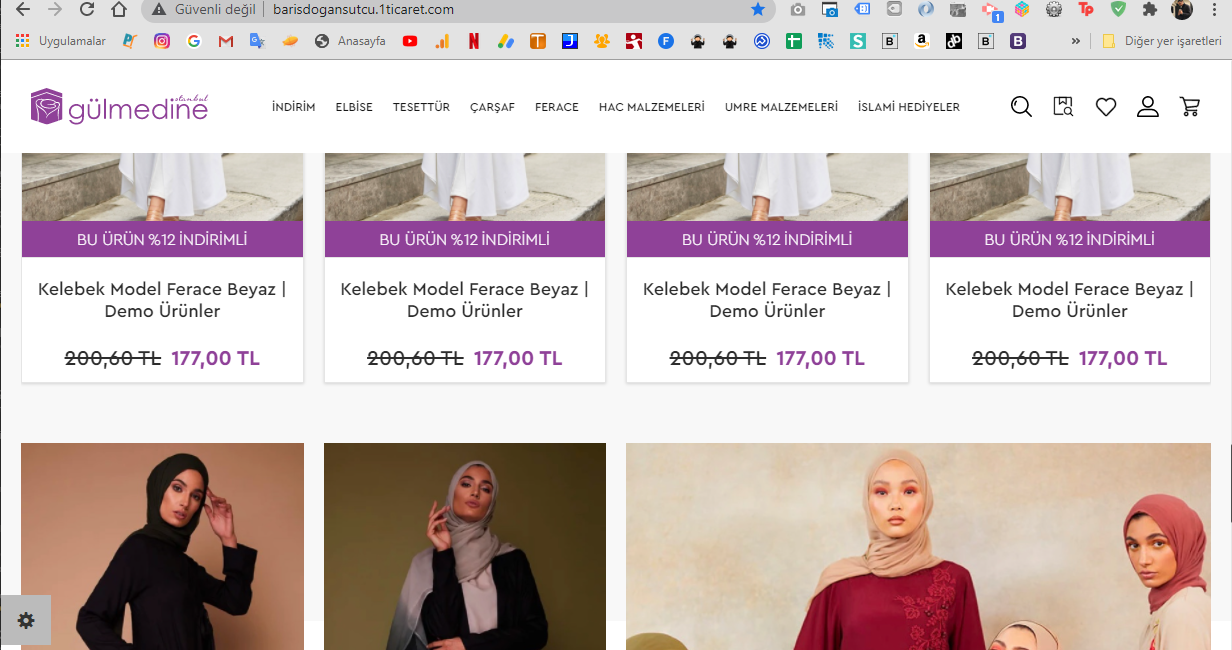 Güvenli değil | barisdogansutcu.1ticaret.com
1
Uygulamalar
Anasayfa
»
Diğer yer işaretleri
gülmedine
istanbul
İNDİRİM
ELBİSE
TESETTÜR
ÇARŞAF
FERACE
HAC MALZEMELERİ
UMRE MALZEMELERİ
İSLAMİ HEDİYELER
BU ÜRÜN %12 İNDİRİMLİ
Kelebek Model Ferace Beyaz |
Demo Ürünler
200,60 TL 177,00 TL
BU ÜRÜN %12 İNDİRİMLİ
Kelebek Model Ferace Beyaz |
Demo Ürünler
200,60 TL 177,00 TL
BU ÜRÜN %12 İNDİRİMLİ
Kelebek Model Ferace Beyaz |
Demo Ürünler
200,60 TL 177,00 TL
BU ÜRÜN %12 İNDİRİMLİ
Kelebek Model Ferace Beyaz |
Demo Ürünler
200,60 TL 177,00 TL